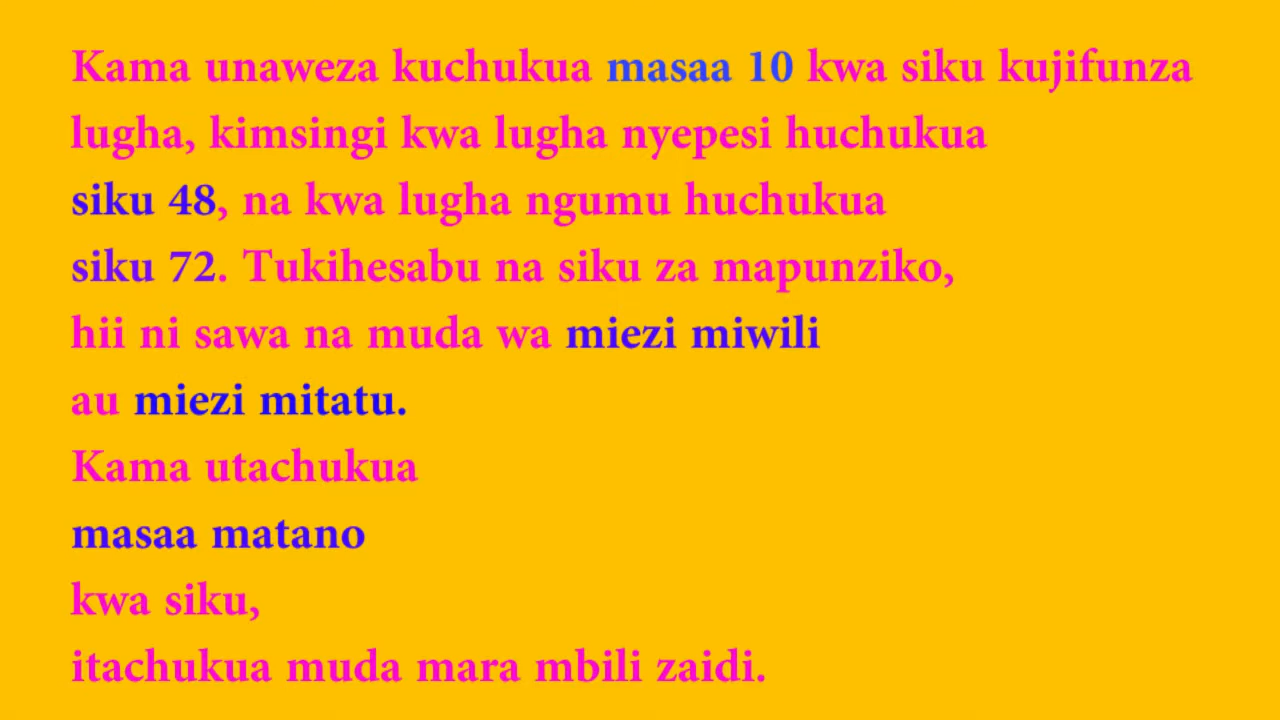 Kama unaweza kuchukua masaa 10 kwa siku kujifunza
lugha, kimsingi kwa lugha nyepesi huchukua
siku 48, na kwa lugha ngumu huchukua
siku 72. Tukihesabu na siku za mapunziko,
hii ni sawa na muda wa miezi miwili
au miezi mitatu.
Kama utachukua
masaa matano
kwa siku,
itachukua muda mara mbili zaidi.